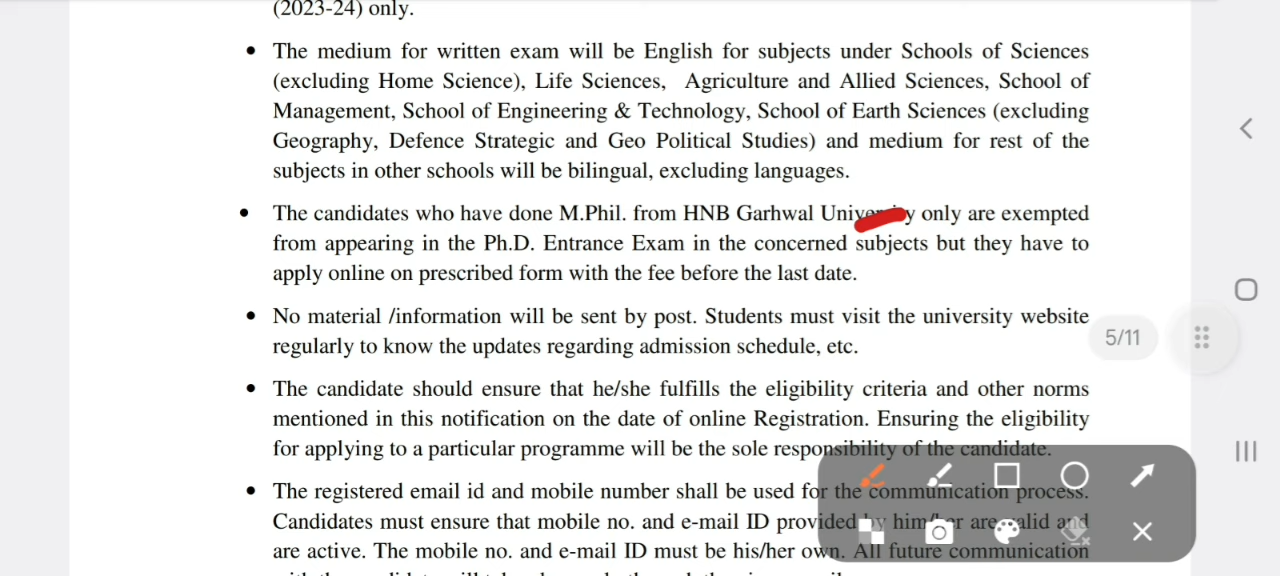 (2023-24) only.
• The medium for written exam will be English for subjects under Schools of Sciences
(excluding Home Science), Life Sciences, Agriculture and Allied Sciences, School of
Management, School of Engineering & Technology, School of Earth Sciences (excluding
Geography, Defence Strategic and Geo Political Studies) and medium for rest of the
subjects in other schools will be bilingual, excluding languages.
• The candidates who have done M.Phil. from HNB Garhwal University only are exempted
from appearing in the Ph.D. Entrance Exam in the concerned subjects but they have to
apply online on prescribed form with the fee before the last date.
• No material /information will be sent by post. Students must visit the university website
regularly to know the updates regarding admission schedule, etc.
5/11
• The candidate should ensure that he/she fulfills the eligibility criteria and other norms
mentioned in this notification on the date of online Registration. Ensuring the eligibility
for applying to a particular programme will be the sole responsibility of the candidate.
• The registered email id and mobile number shall be used for the communication process.
Candidates must ensure that mobile no. and e-mail ID provided by him/her are valid and
are active. The mobile no. and e-mail ID must be his/her own. All future communication